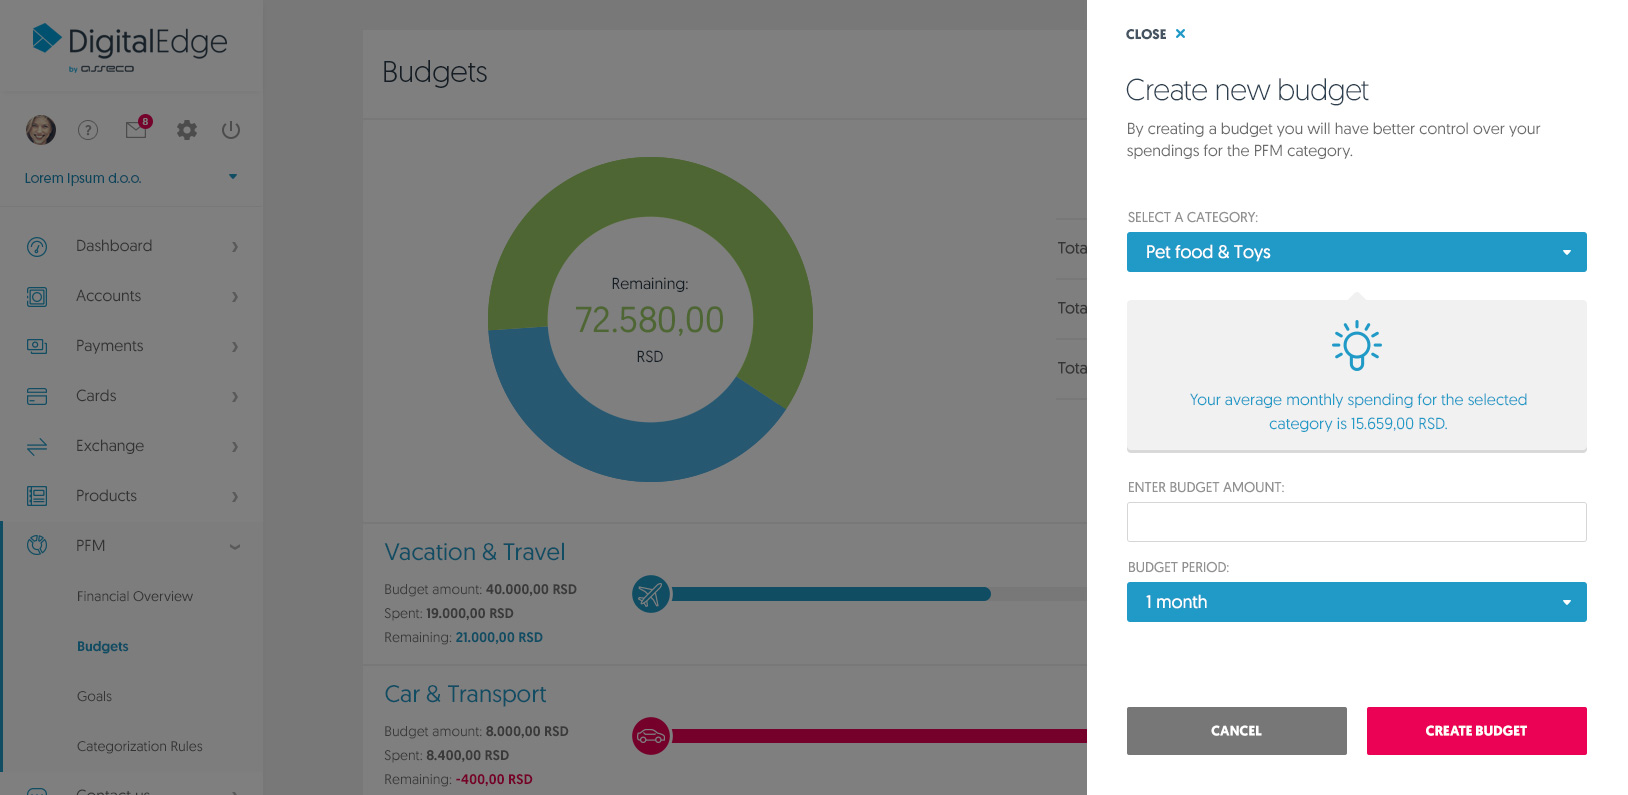 DigitalEdge
by asseco
?
8
Lorem Ipsum d.o.o.
Dashboard
Accounts
Payments
Cards
Exchange
Products
PFM
Financial Overview
Budgets
Goals
Categorization Rules
Contact us
Budgets
Remaining:
72.580,00
RSD
Tota
Tota
Tota
Vacation & Travel
Budget amount: 40.000,00 RSD
Spent: 19.000,00 RSD
Remaining: 21.000,00 RSD
Car & Transport
Budget amount: 8.000,00 RSD
Spent: 8.400,00 RSD
Remaining: -400,00 RSD
CLOSE ×
Create new budget
By creating a budget you will have better control over your
spendings for the PFM category.
SELECT A CATEGORY:
Pet food & Toys
Your average monthly spending for the selected
category is 15.659,00 RSD.
ENTER BUDGET AMOUNT:
BUDGET PERIOD:
1 month
CANCEL
CREATE BUDGET